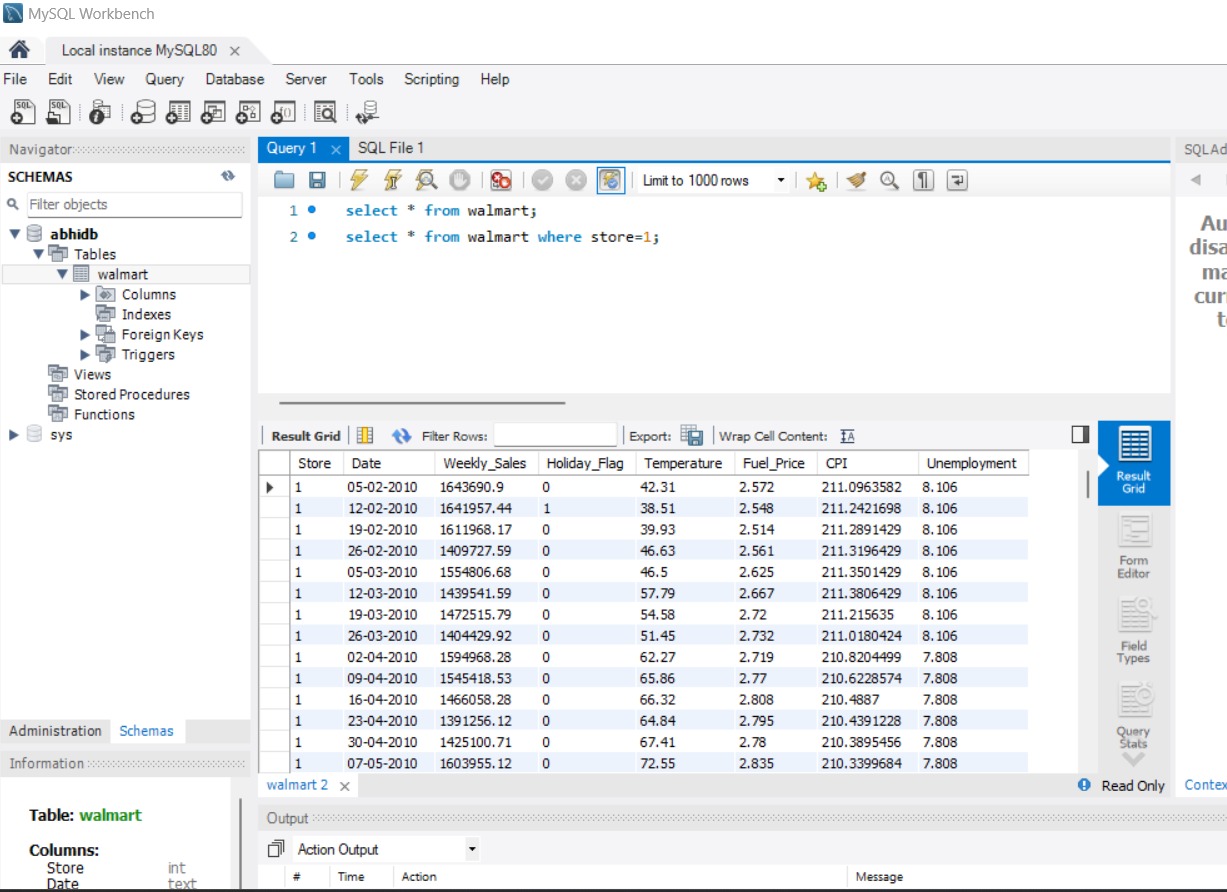 MySQL Workbench
Local instance MySQL80
File Edit View Query Database Server Tools Scripting Help
Navigator
SCHEMAS
Filter objects
abhidb
Tables
walmart
Columns
Indexes
Foreign Keys
Triggers
Views
Stored Procedures
Functions
sys
Administration Schemas
Information
Table: walmart
Columns:
Store int
Date text
Query 1 SQL File 1
Limit to 1000 rows
1 select * from walmart;
2 select * from walmart where store=1;
Result Grid Filter Rows: Export: Wrap Cell Content:
Store Date Weekly_Sales Holiday_Flag Temperature Fuel_Price CPI Unemployment
1 05-02-2010 1643690.9 0 42.31 2.572 211.0963582 8.106
1 12-02-2010 1641957.44 1 38.51 2.548 211.2421698 8.106
1 19-02-2010 1611968.17 0 39.93 2.514 211.2891429 8.106
1 26-02-2010 1409727.59 0 46.63 2.561 211.3196429 8.106
1 05-03-2010 1554806.68 0 46.5 2.625 211.3501429 8.106
1 12-03-2010 1439541.59 0 57.79 2.667 211.3806429 8.106
1 19-03-2010 1472515.79 0 54.58 2.72 211.215635 8.106
1 26-03-2010 1404429.92 0 51.45 2.732 211.0180424 8.106
1 02-04-2010 1594968.28 0 62.27 2.719 210.8204499 7.808
1 09-04-2010 1545418.53 0 65.86 2.77 210.6228574 7.808
1 16-04-2010 1466058.28 0 66.32 2.808 210.4887 7.808
1 23-04-2010 1391256.12 0 64.84 2.795 210.4391228 7.808
1 30-04-2010 1425100.71 0 67.41 2.78 210.3895456 7.808
1 07-05-2010 1603955.12 0 72.55 2.835 210.3399684 7.808
Result
Grid
Form
Editor
Field
Types
Query
Stats
walmart 2
Read Only
Output
Action Output
# Time Action Message
SQLAd
Au
disa
ma
curr
t
Contex